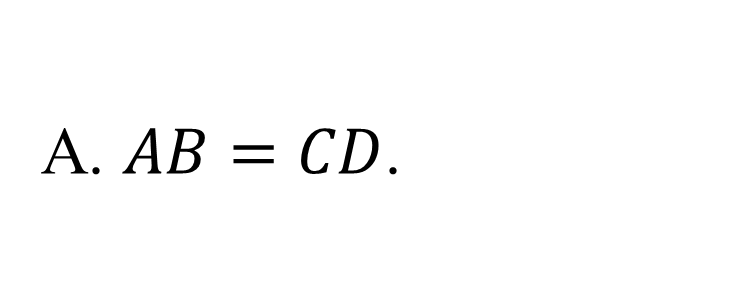 A. AB = CD.